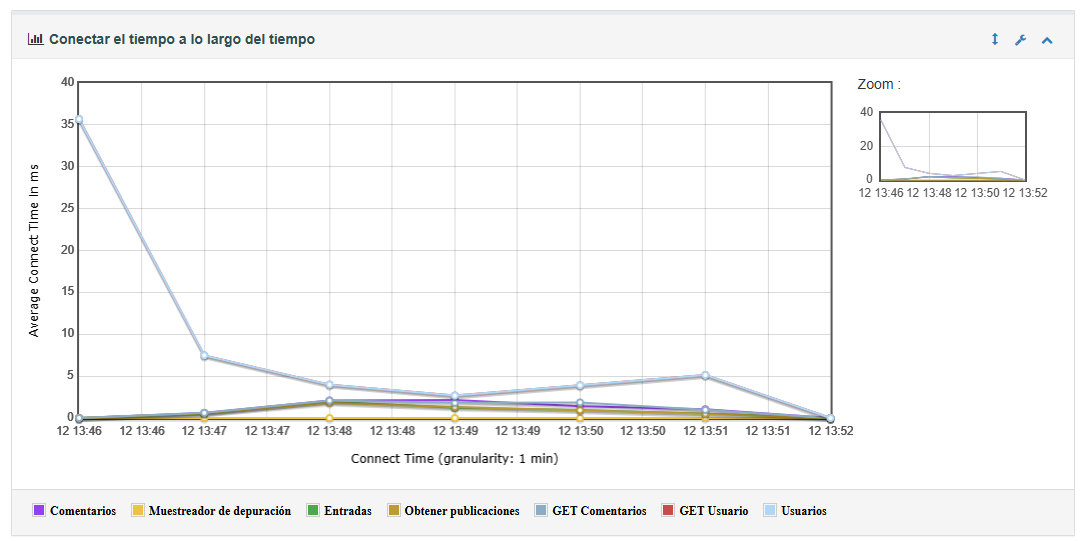 Conectar el tiempo a lo largo del tiempo
Zoom :
40
35
30
25
20
15
10
5
0
Average Connect Time in ms
12 13:46 12 13:46 12 13:47 12 13:47 12 13:48 12 13:48 12 13:49 12 13:49 12 13:50 12 13:50 12 13:51 12 13:51 12 13:52
Connect Time (granularity: 1 min)
40
20
0
12 13:46 12 13:48 12 13:50 12 13:52
Comentarios Muestreador de depuración Entradas Obtener publicaciones GET Comentarios GET Usuario Usuarios